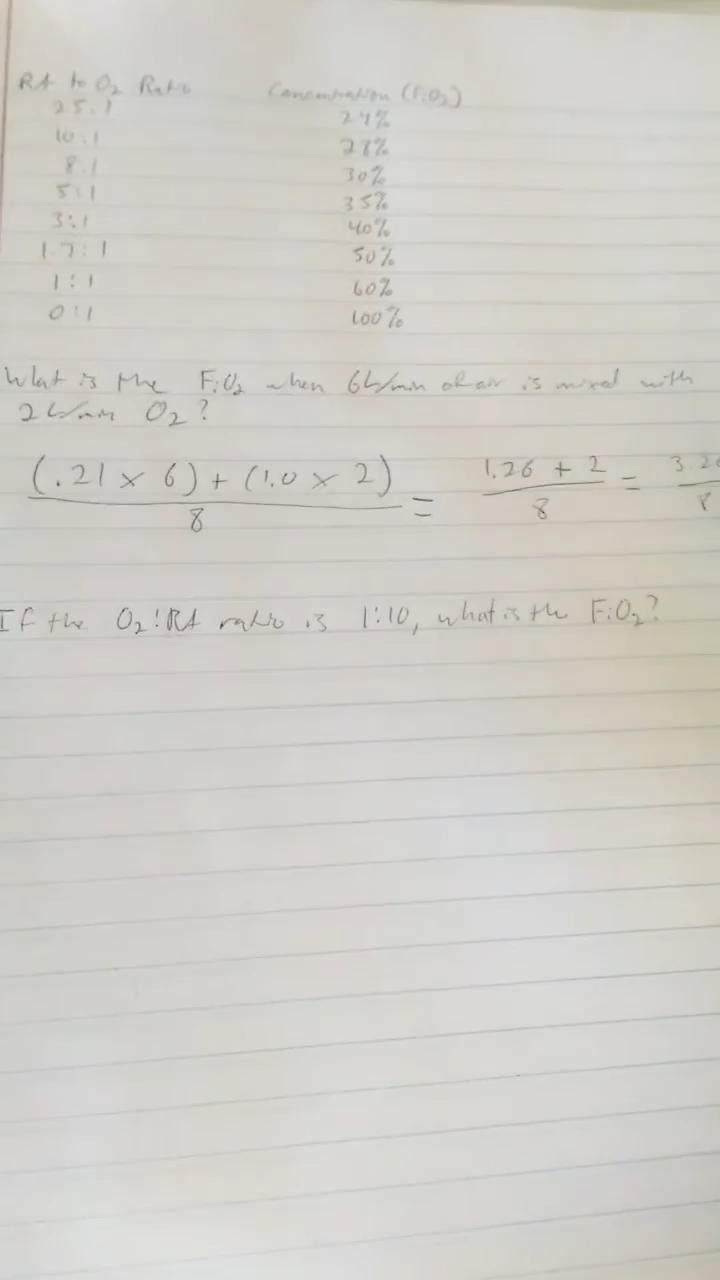 RA to O2 Ratio Concentration (FiO2)
25:1 24%
10:1 28%
8:1 30%
5:1 35%
3:1 40%
1.7:1 50%
1:1 60%
0:1 100%
What is the FiO2 when 6L/min of air is mixed with
2L/min O2?
(.21 x 6) + (1.0 x 2) / 8 = 1.26 + 2 / 8 = 3.26 / 8
If the O2:RA ratio is 1:10, what is the FiO2?